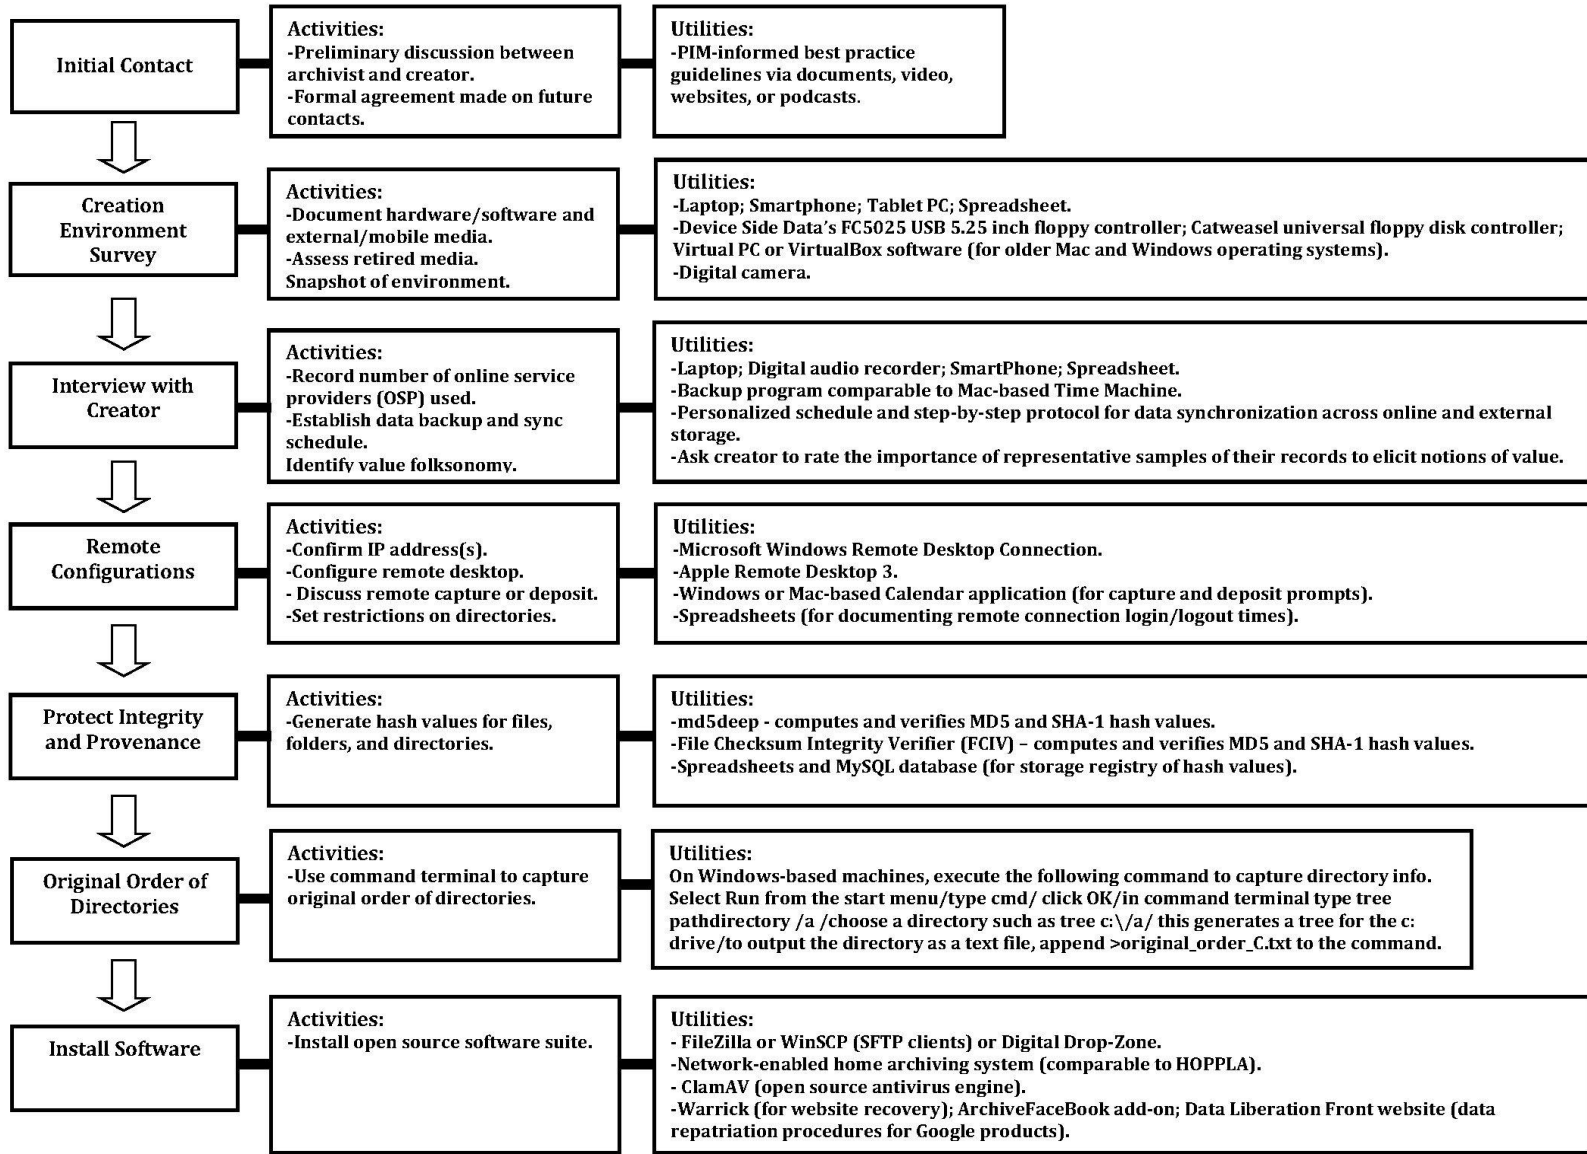 Initial Contact
Activities:
-Preliminary discussion between
archivist and creator.
-Formal agreement made on future
contacts.
Utilities:
-PIM-informed best practice
guidelines via documents, video,
websites, or podcasts.
Creation
Environment
Survey
Activities:
-Document hardware/software and
external/mobile media.
-Assess retired media.
Snapshot of environment.
Utilities:
-Laptop; Smartphone; Tablet PC; Spreadsheet.
-Device Side Data's FC5025 USB 5.25 inch floppy controller; Catweasel universal floppy disk controller;
Virtual PC or VirtualBox software (for older Mac and Windows operating systems).
-Digital camera.
Interview with
Creator
Activities:
-Record number of online service
providers (OSP) used.
-Establish data backup and sync
schedule.
Identify value folksonomy.
Utilities:
-Laptop; Digital audio recorder; SmartPhone; Spreadsheet.
-Backup program comparable to Mac-based Time Machine.
-Personalized schedule and step-by-step protocol for data synchronization across online and external
storage.
-Ask creator to rate the importance of representative samples of their records to elicit notions of value.
Remote
Configurations
Activities:
-Confirm IP address(s).
-Configure remote desktop.
- Discuss remote capture or deposit.
-Set restrictions on directories.
Utilities:
-Microsoft Windows Remote Desktop Connection.
-Apple Remote Desktop 3.
-Windows or Mac-based Calendar application (for capture and deposit prompts).
-Spreadsheets (for documenting remote connection login/logout times).
Protect Integrity
and Provenance
Activities:
-Generate hash values for files,
folders, and directories.
Utilities:
-md5deep - computes and verifies MD5 and SHA-1 hash values.
-File Checksum Integrity Verifier (FCIV) – computes and verifies MD5 and SHA-1 hash values.
-Spreadsheets and MySQL database (for storage registry of hash values).
Original Order of
Directories
Activities:
-Use command terminal to capture
original order of directories.
Utilities:
On Windows-based machines, execute the following command to capture directory info.
Select Run from the start menu/type cmd/ click OK/in command terminal type tree
pathdirectory /a /choose a directory such as tree c:\/a/ this generates a tree for the c:
drive/to output the directory as a text file, append >original_order_C.txt to the command.
Install Software
Activities:
-Install open source software suite.
Utilities:
- FileZilla or WinSCP (SFTP clients) or Digital Drop-Zone.
-Network-enabled home archiving system (comparable to HOPPLA).
- ClamAV (open source antivirus engine).
-Warrick (for website recovery); ArchiveFaceBook add-on; Data Liberation Front website (data
repatriation procedures for Google products).